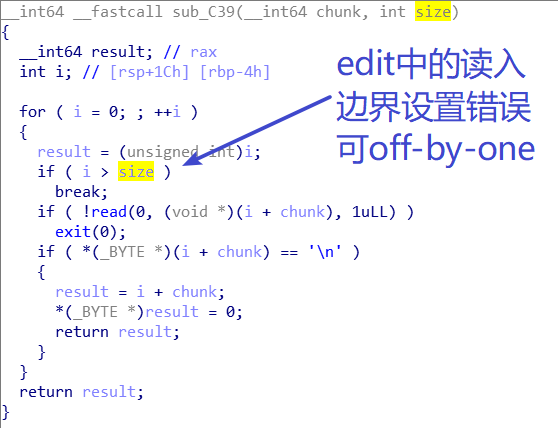 __int64 __fastcall sub_C39(__int64 chunk, int size)
{
__int64 result; // rax
int i; // [rsp+1Ch] [rbp-4h]
for ( i = 0; ; ++i )
{
result = (unsigned int)i;
if ( i > size )
break;
if ( !read(0, (void *)(i + chunk), 1uLL) )
exit(0);
if ( *(_BYTE *)(i + chunk) == '\n' )
{
result = i + chunk;
*(_BYTE *)result = 0;
return result;
}
}
return result;
}
edit中的读入
边界设置错误
可off-by-one